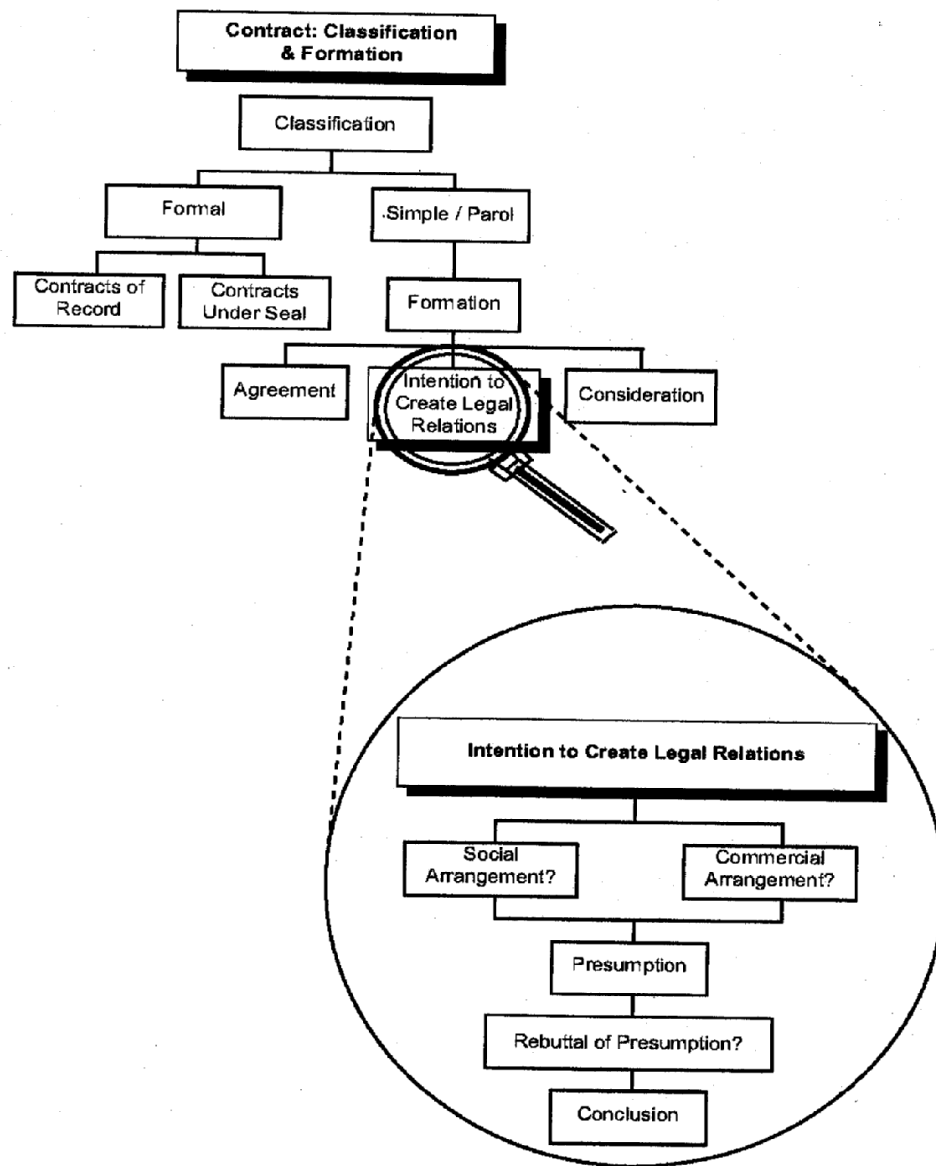 Contract: Classification
& Formation
Classification
Formal
Simple / Parol
Contracts of
Record
Contracts
Under Seal
Formation
Agreement
Intention to
Create Legal
Relations
Consideration
Intention to Create Legal Relations
Social
Arrangement?
Commercial
Arrangement?
Presumption
Rebuttal of Presumption?
Conclusion